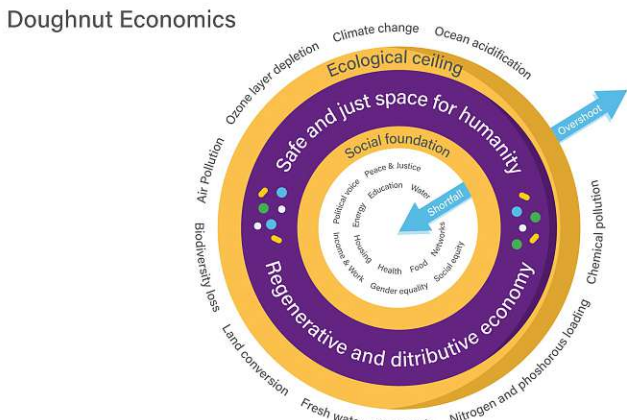 Doughnut Economics
Climate change
Ocean acidification
Ozone layer depletion
Ecological ceiling
Overshoot
Safe and just space for humanity
Air Pollution
Social foundation
Peace & Justice
Political voice
Education
Water
Energy
Shortfall
Chemical pollution
Biodiversity loss
Income & Work
Housing
Health
Food
Networks
Social equity
Gender equality
Regenerative and ditributive economy
Land conversion
Nitrogen and phoshorous loading
Fresh water